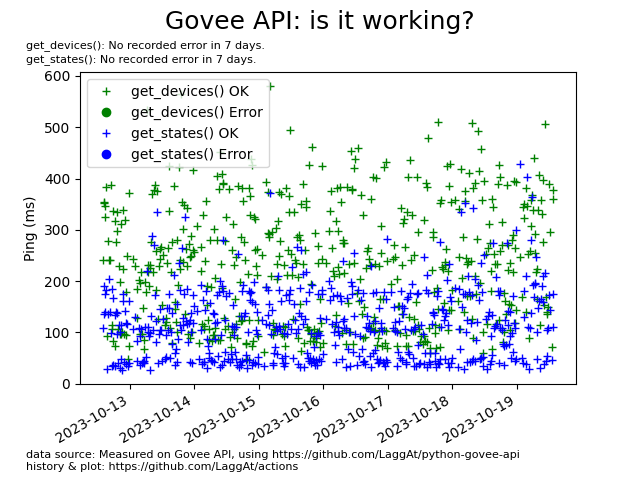 Govee API: is it working?
get_devices(): No recorded error in 7 days.
get_states(): No recorded error in 7 days.
600
500
400
300
200
100
0
Ping (ms)
get_devices() OK
get_devices() Error
get_states() OK
get_states() Error
2023-10-13
2023-10-14
2023-10-15
2023-10-16
2023-10-17
2023-10-18
2023-10-19
data source: Measured on Govee API, using https://github.com/LaggAt/python-govee-api
history & plot: https://github.com/LaggAt/actions